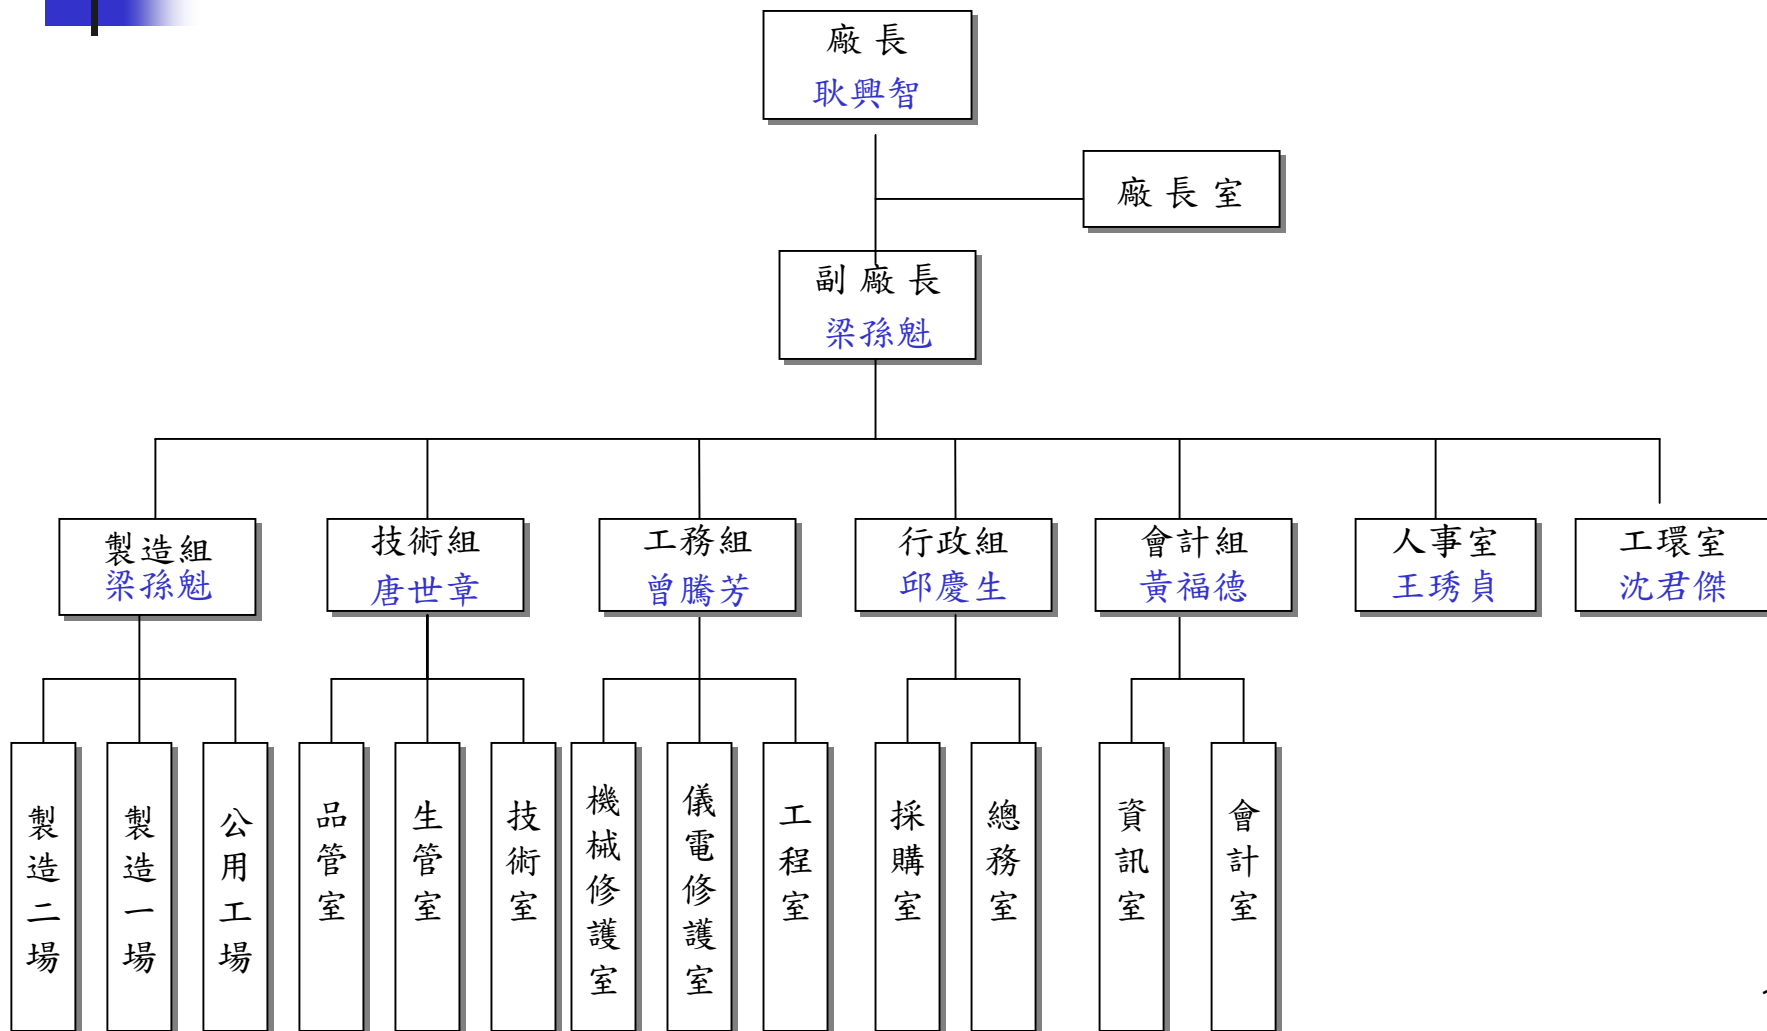 廠 長
耿興智
廠 長 室
副 廠 長
梁孫魁
製造組
梁孫魁
技術組
唐世章
工務組
曾騰芳
行政組
邱慶生
會計組
黃福德
人事室
王琇貞
工環室
沈君傑
製造二場
製造一場
公用工場
品管室
生管室
技術室
機械修護室
儀電修護室
工程室
採購室
總務室
資訊室
會計室